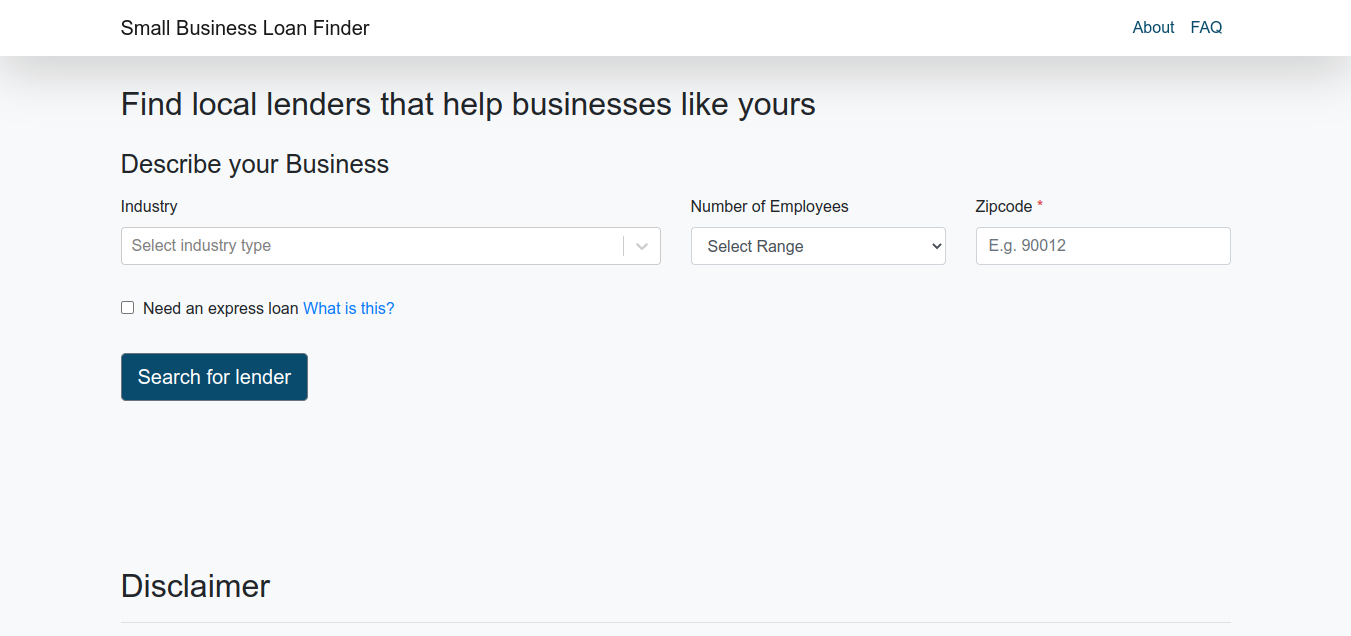 Small Business Loan Finder About FAQ
Find local lenders that help businesses like yours
Describe your Business
Industry Number of Employees Zipcode *
Select industry type Select Range E.g. 90012
Need an express loan What is this?
Search for lender
Disclaimer